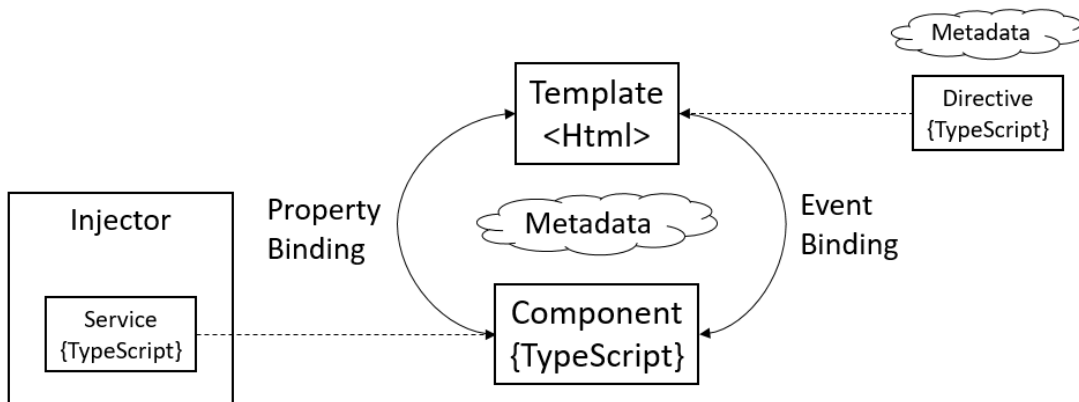 Metadata
Directive
{TypeScript}
Template
<Html>
Injector
Property
Binding
Metadata
Event
Binding
Service
{TypeScript}
Component
{TypeScript}